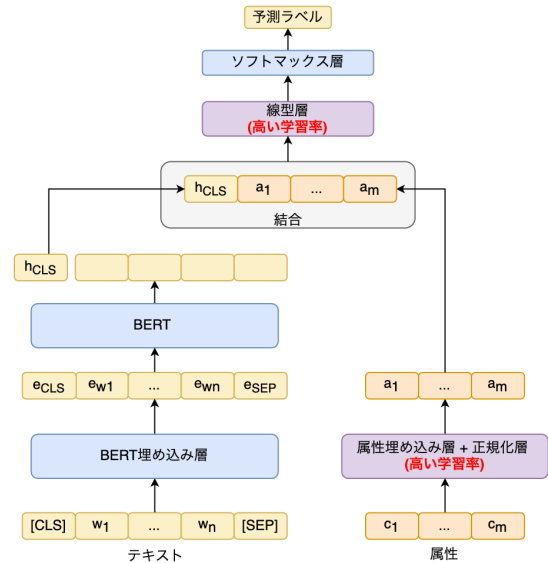 予測ラベル
ソフトマックス層
線型層
(高い学習率)
hCLS a1 ... am
結合
hCLS
BERT
eCLS ew1 ... ewn eSEP
a1 ... am
BERT埋め込み層
属性埋め込み層 + 正規化層
(高い学習率)
[CLS] w1 ... wn [SEP]
c1 ... cm
テキスト
属性